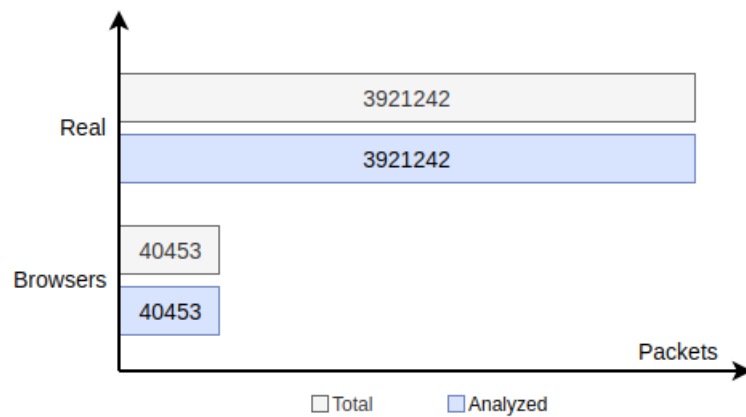 3921242
Real
3921242
40453
Browsers
40453
Packets
Total
Analyzed